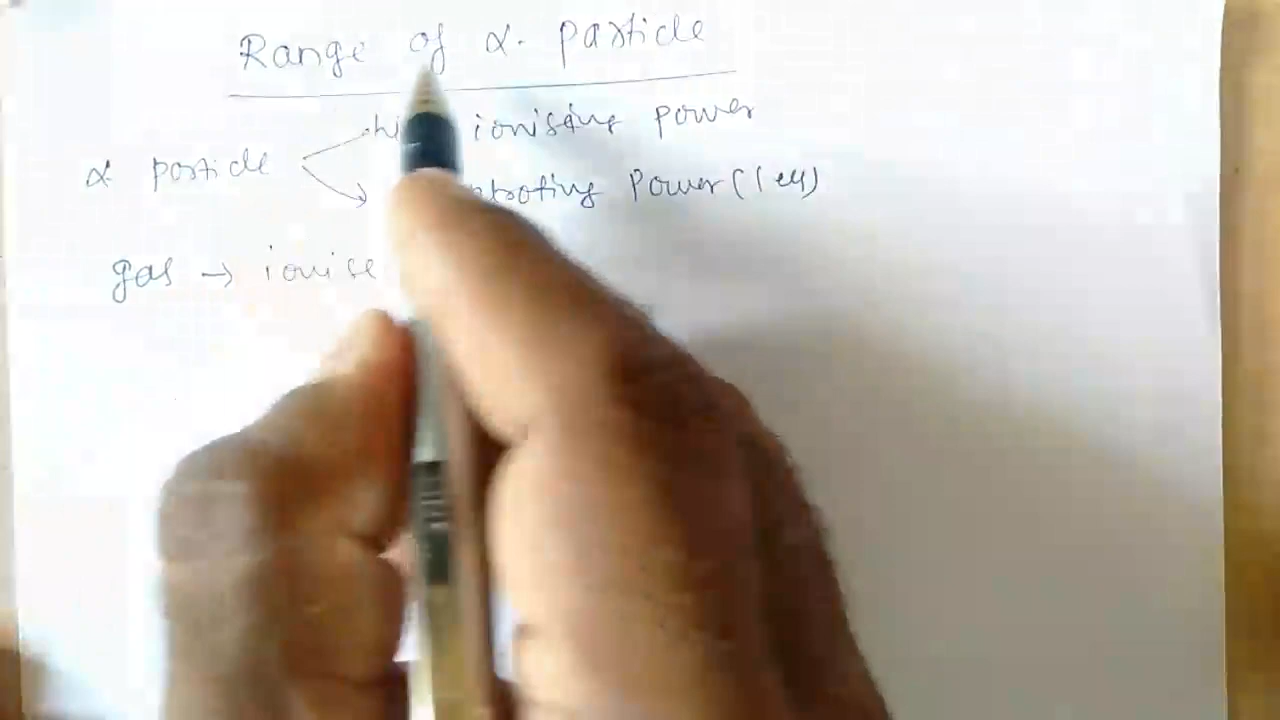 Range of α. particle
ionising power
α particle
Power (less)
gas → ionise